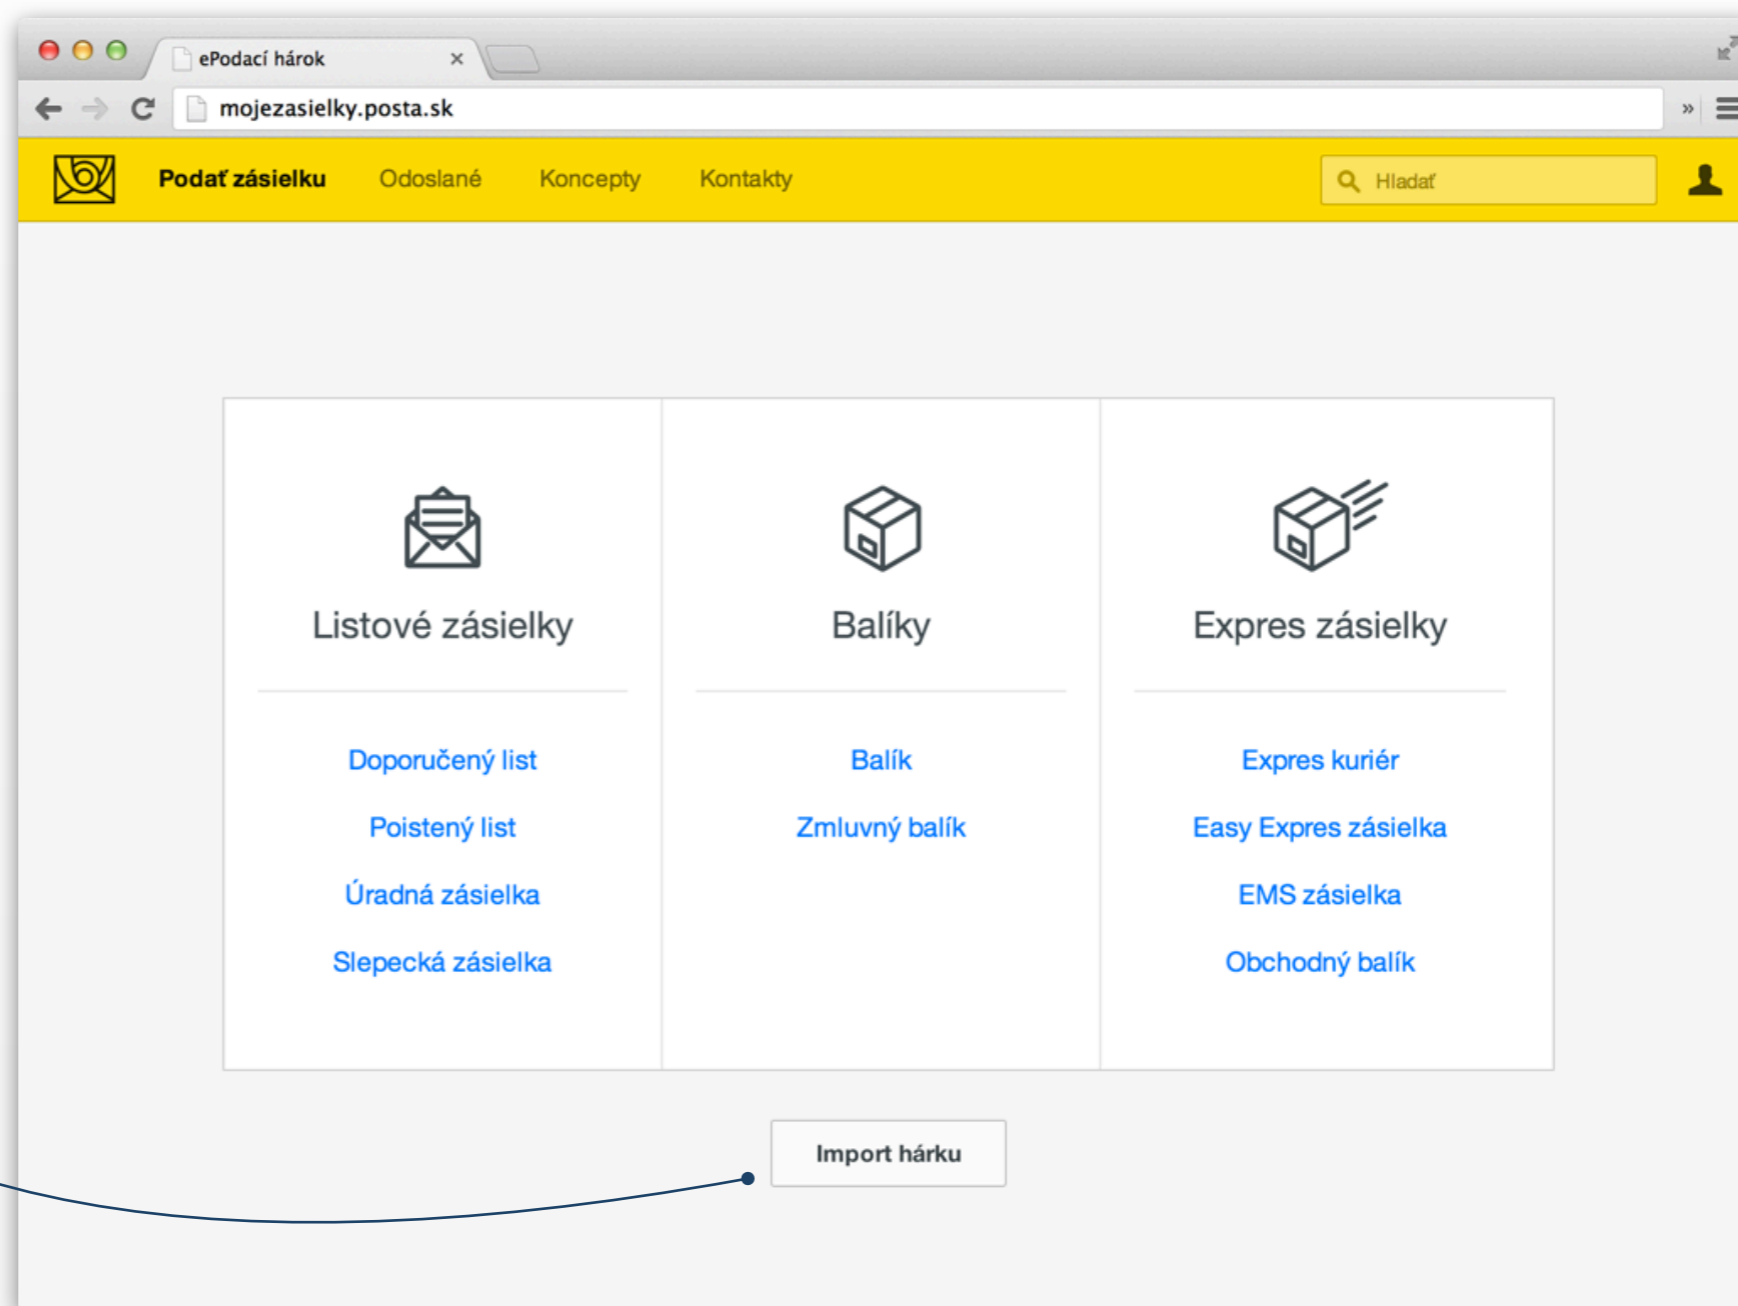 ePodací hárok
mojezasielky.posta.sk
Podať zásielku Odoslané Koncepty Kontakty Hladať
Listové zásielky
Doporučený list
Poistený list
Úradná zásielka
Slepecká zásielka
Balíky
Balík
Zmluvný balík
Expres zásielky
Expres kuriér
Easy Expres zásielka
EMS zásielka
Obchodný balík
Import hárku